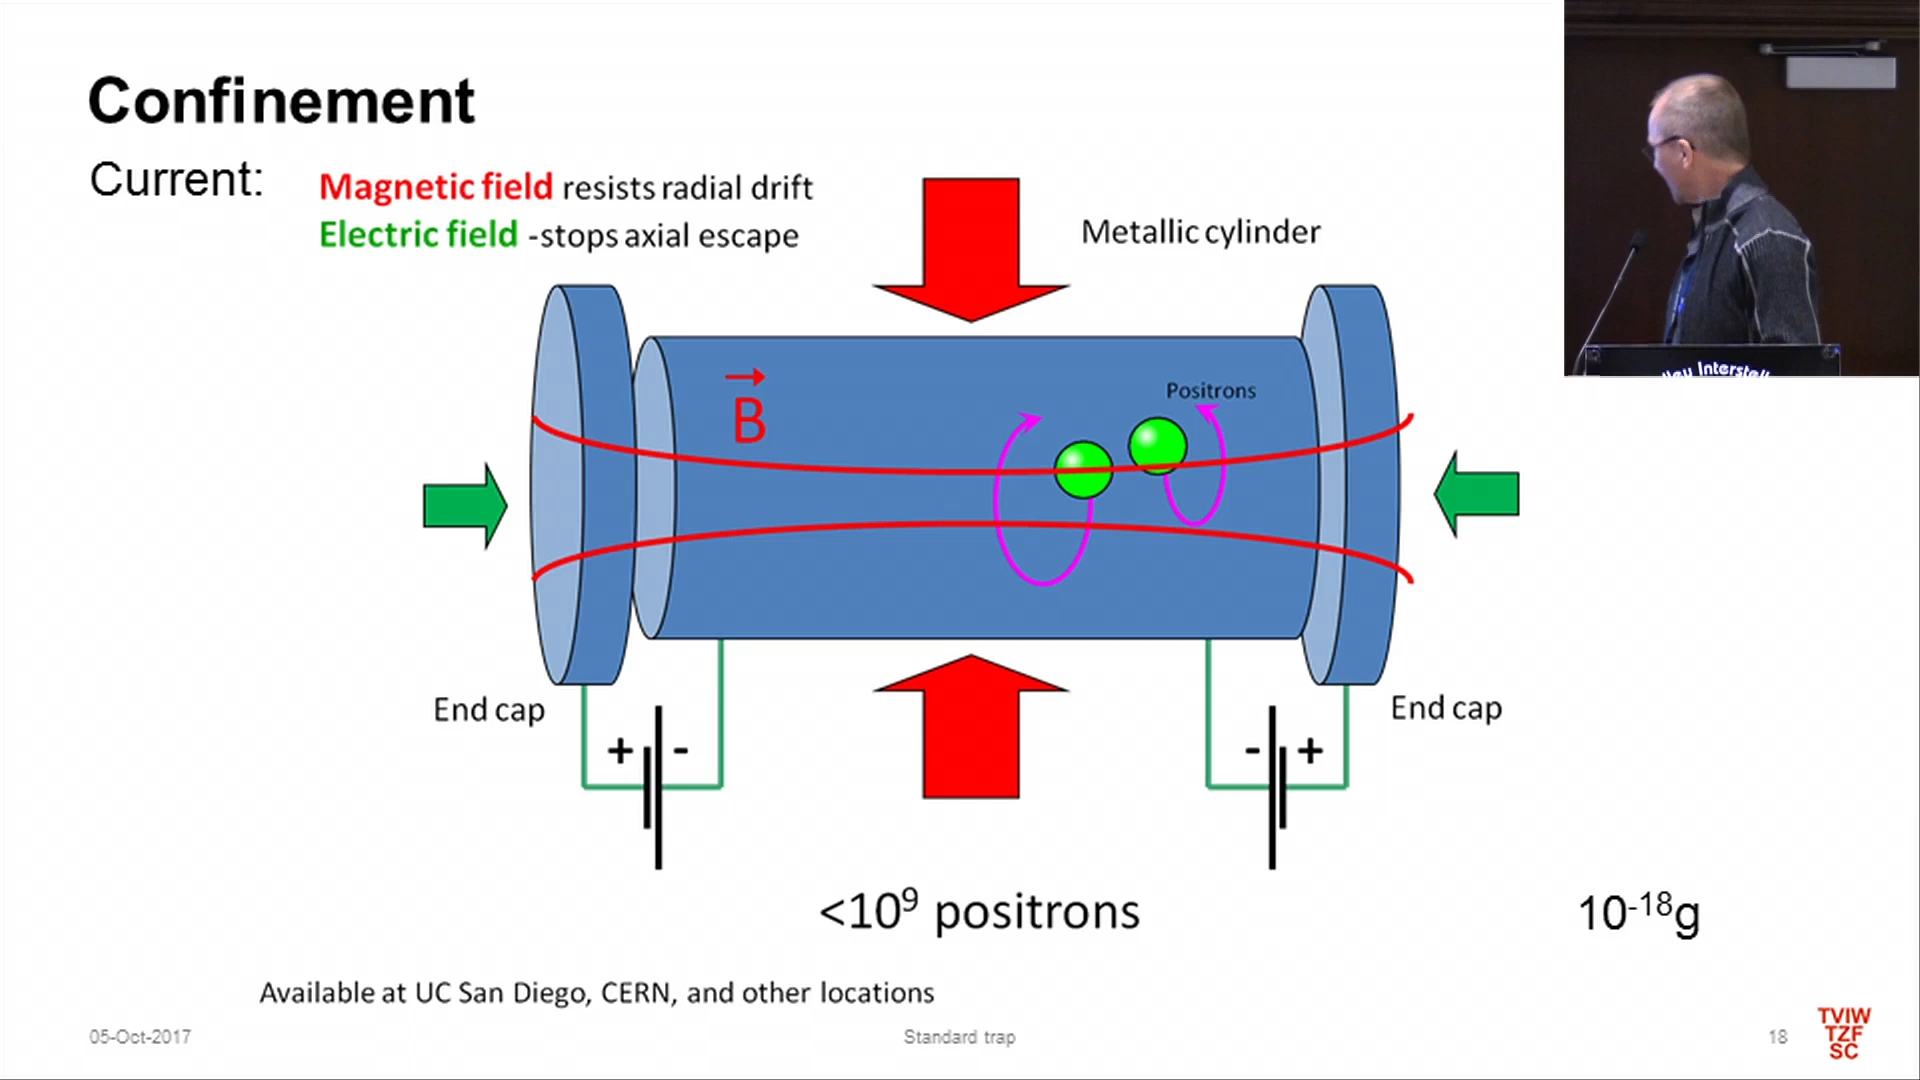 Confinement
Current:
Magnetic field resists radial drift
Electric field -stops axial escape
Metallic cylinder
B
Positrons
End cap
End cap
+ -
- +
<10⁹ positrons
10⁻¹⁸g
Available at UC San Diego, CERN, and other locations
05-Oct-2017
Standard trap
18
TVIW
TZF
SC
ley Interstell